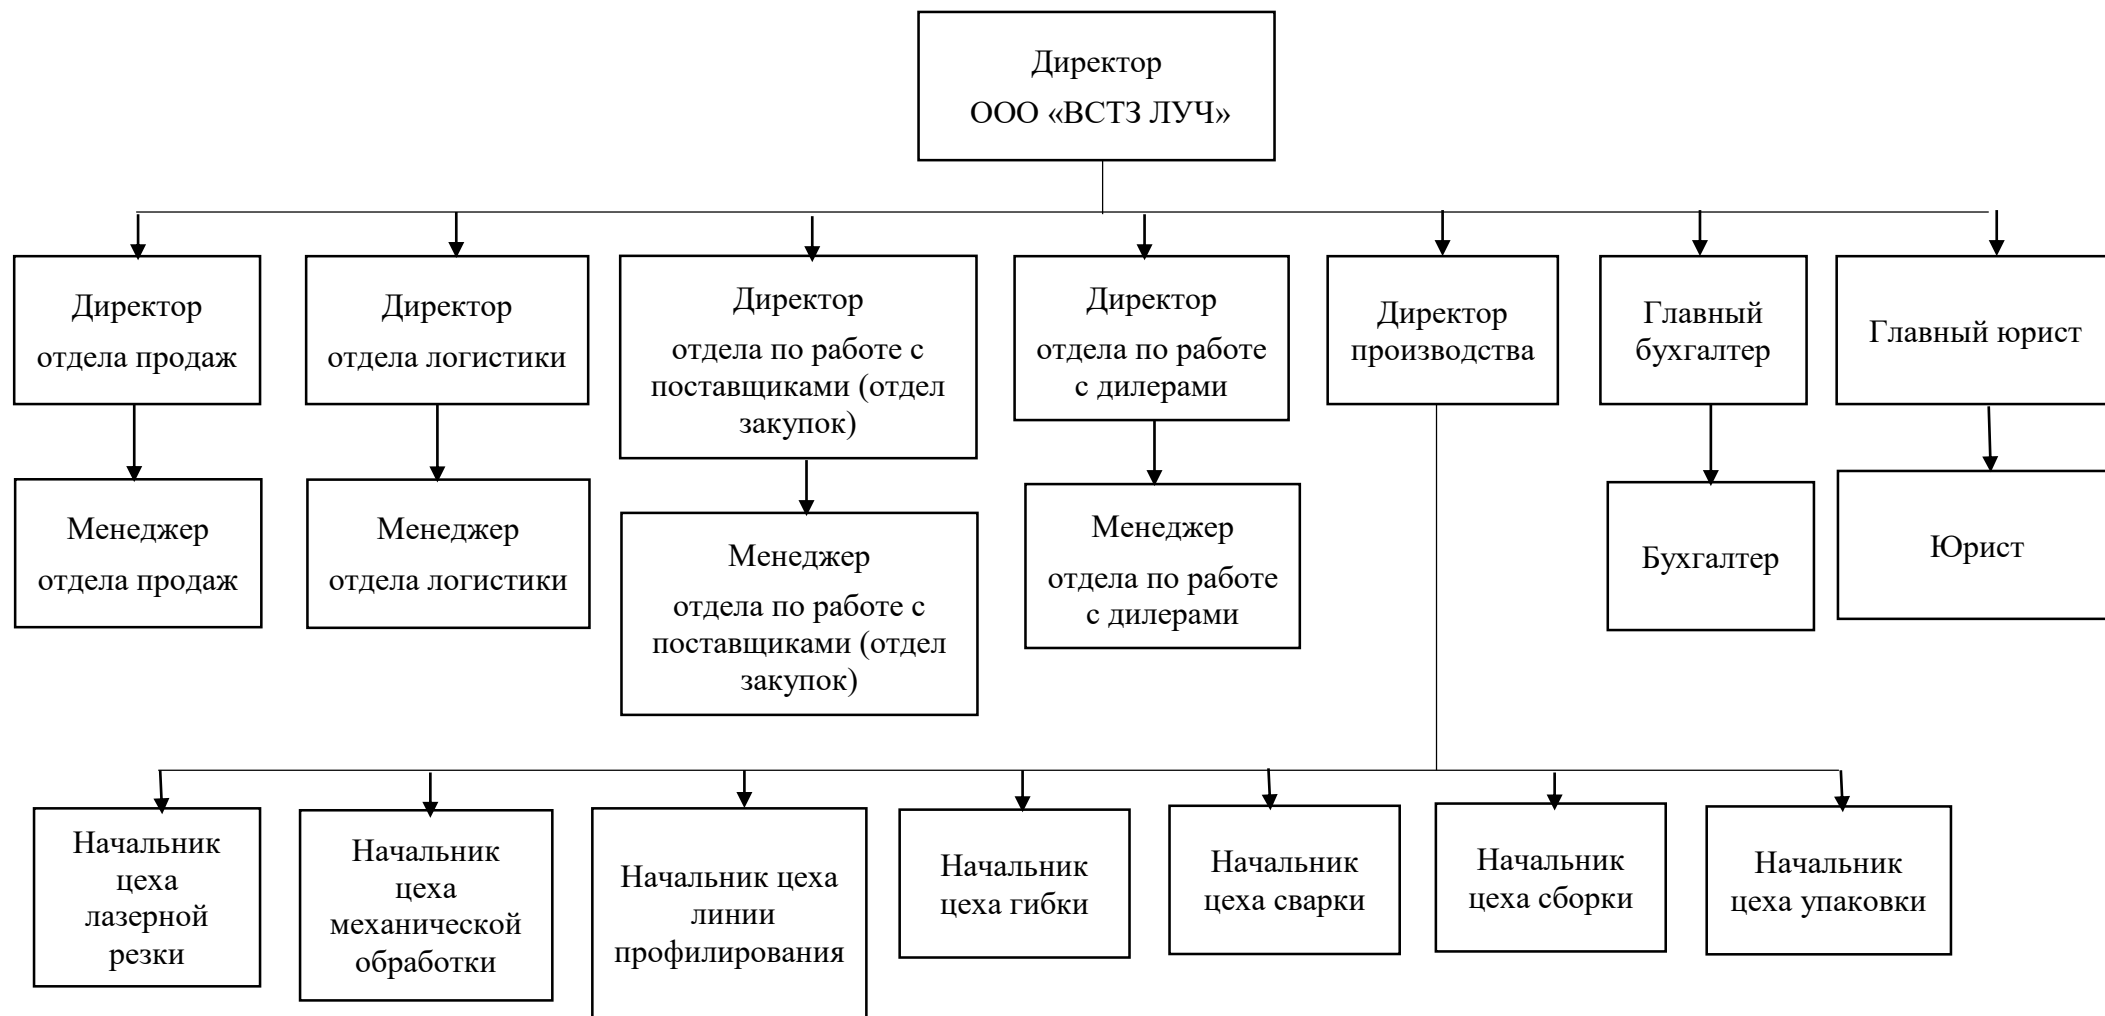 Директор
ООО «ВСТЗ ЛУЧ»
Директор
отдела продаж
Директор
отдела логистики
Директор
отдела по работе с
поставщиками (отдел
закупок)
Директор
отдела по работе
с дилерами
Директор
производства
Главный
бухгалтер
Главный юрист
Менеджер
отдела продаж
Менеджер
отдела логистики
Менеджер
отдела по работе с
поставщиками (отдел
закупок)
Менеджер
отдела по работе
с дилерами
Бухгалтер
Юрист
Начальник
цеха
лазерной
резки
Начальник
цеха
механической
обработки
Начальник цеха
линии
профилирования
Начальник
цеха гибки
Начальник
цеха сварки
Начальник
цеха сборки
Начальник
цеха упаковки